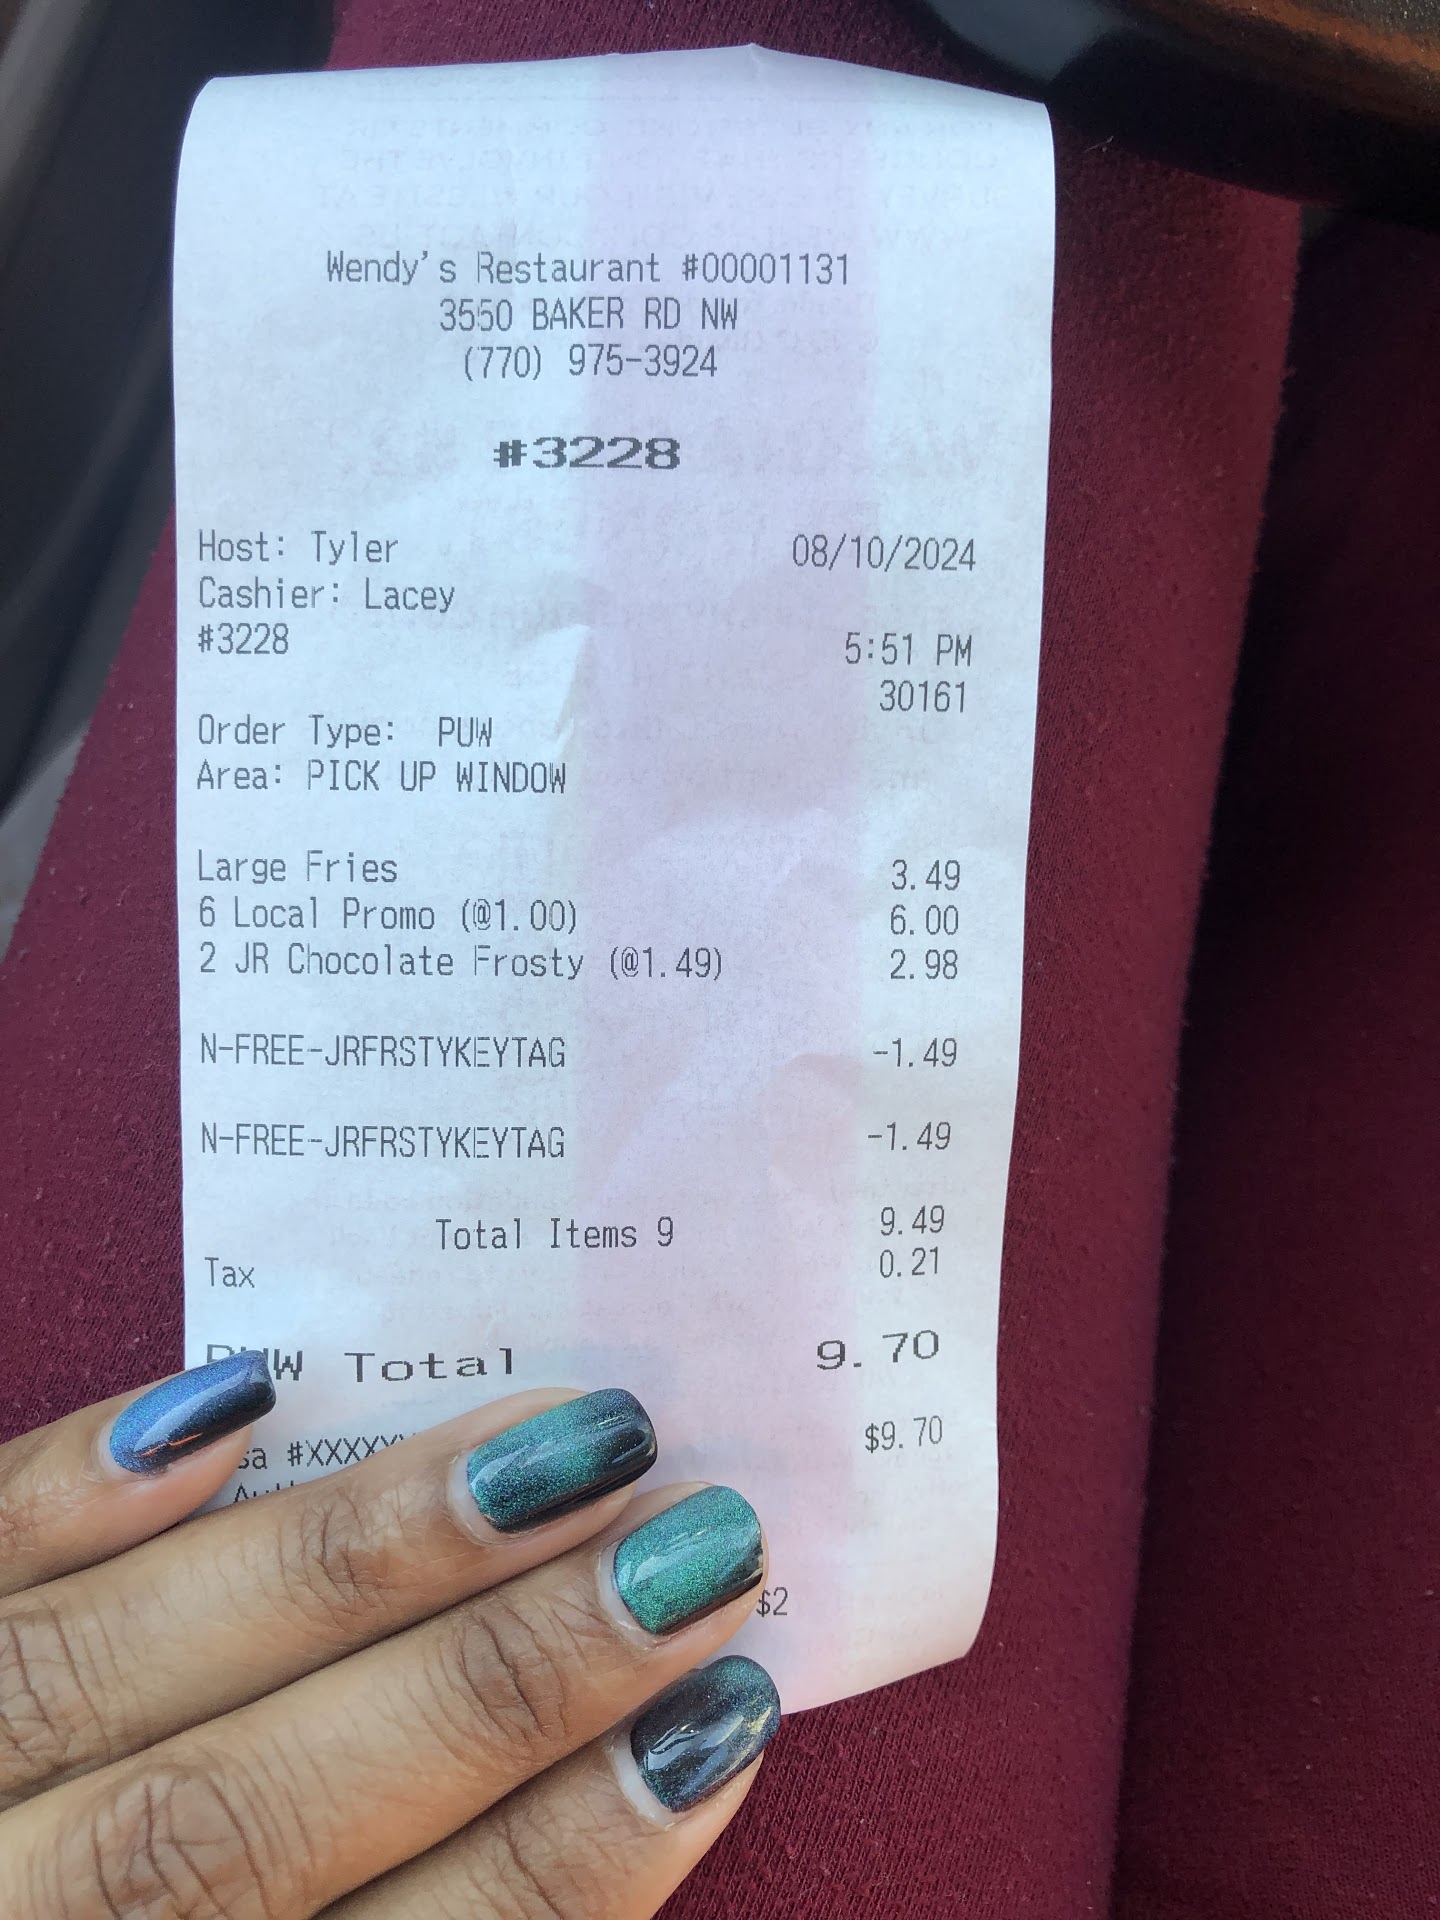 Wendy's Restaurant #00001131
3550 BAKER RD NW
(770) 975-3924
#3228
Host: Tyler 08/10/2024
Cashier: Lacey
#3228 5:51 PM
30161
Order Type: PUW
Area: PICK UP WINDOW
Large Fries 3.49
6 Local Promo (@1.00) 6.00
2 JR Chocolate Frosty (@1.49) 2.98
N-FREE-JRFRSTYKEYTAG -1.49
N-FREE-JRFRSTYKEYTAG -1.49
Total Items 9 9.49
Tax 0.21
PUW Total 9.70
sa #XXXXX $9.70
$2